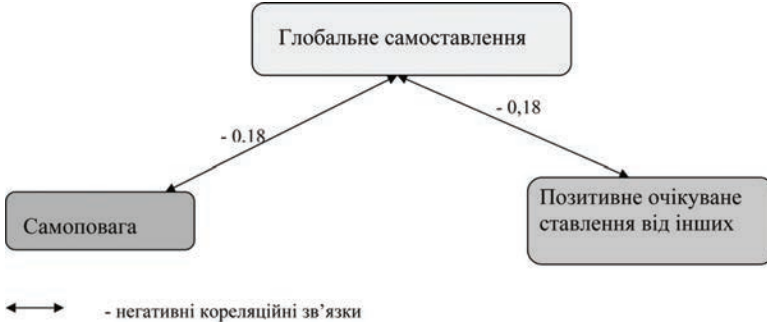 Глобальне самоставлення
- 0.18
- 0,18
Самоповага
Позитивне очікуване
ставлення від інших
- негативні кореляційні зв’язки